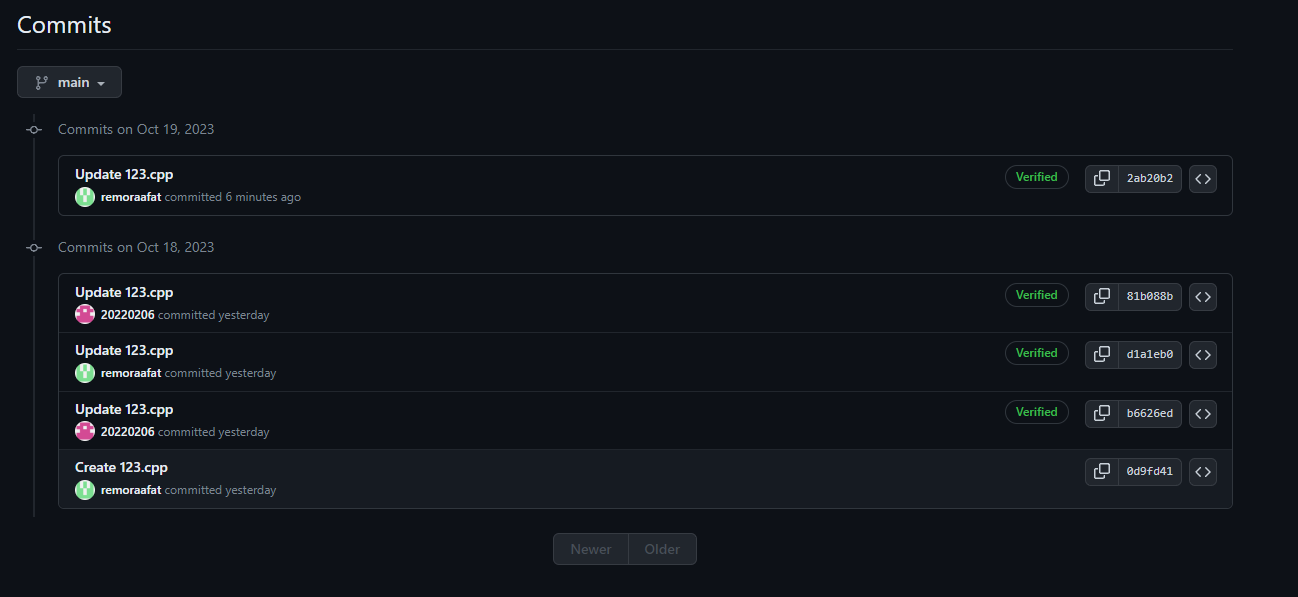 Commits
main
Commits on Oct 19, 2023
Update 123.cpp
Verified
2ab20b2
remoraafat committed 6 minutes ago
Commits on Oct 18, 2023
Update 123.cpp
Verified
81b088b
20220206 committed yesterday
Update 123.cpp
Verified
d1a1eb0
remoraafat committed yesterday
Update 123.cpp
Verified
b6626ed
20220206 committed yesterday
Create 123.cpp
0d9fd41
remoraafat committed yesterday
Newer Older